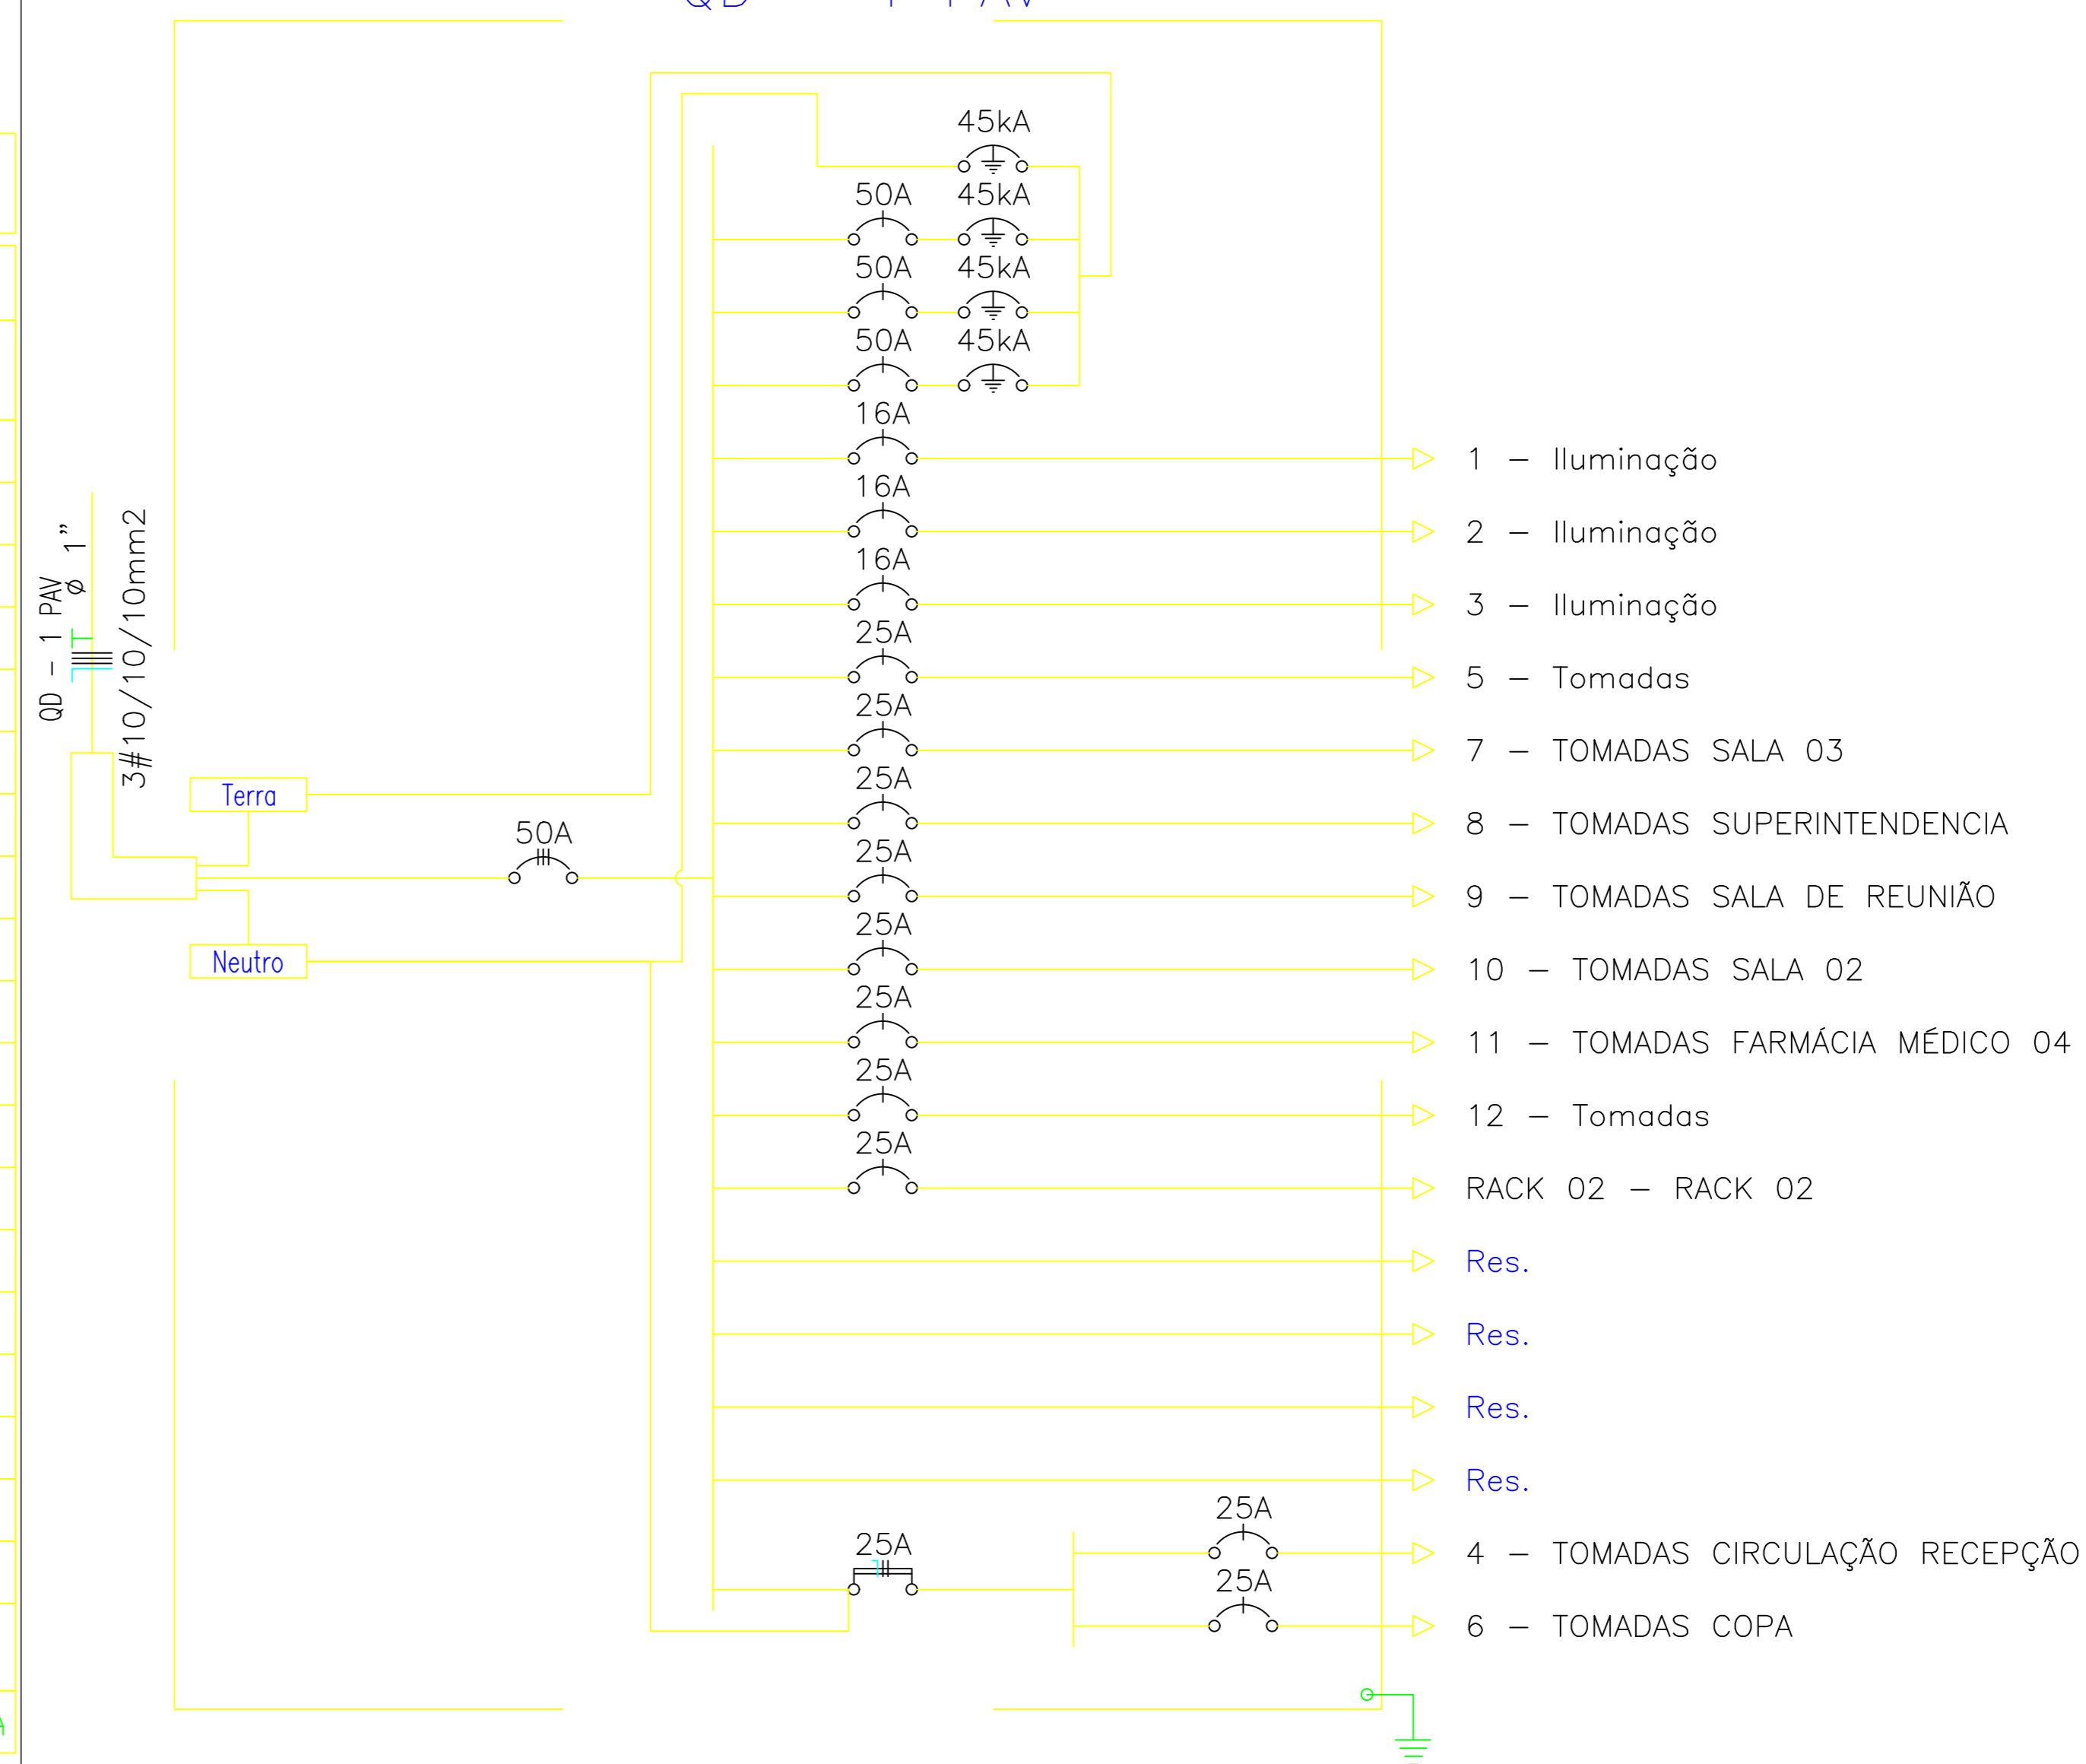 QD - 1 PAV
45kA
50A 45kA
50A 45kA
50A 45kA
16A
1 - Iluminação
16A
2 - Iluminação
16A
3 - Iluminação
25A
5 - Tomadas
25A
7 - TOMADAS SALA 03
25A
8 - TOMADAS SUPERINTENDENCIA
25A
9 - TOMADAS SALA DE REUNIÃO
25A
10 - TOMADAS SALA 02
25A
11 - TOMADAS FARMÁCIA MÉDICO 04
25A
12 - Tomadas
25A
RACK 02 - RACK 02
Res.
Res.
Res.
Res.
25A
25A
4 - TOMADAS CIRCULAÇÃO RECEPÇÃO
25A
6 - TOMADAS COPA
QD - 1 PAV
ø 1"
3#10/10/10mm2
Terra
50A
Neutro